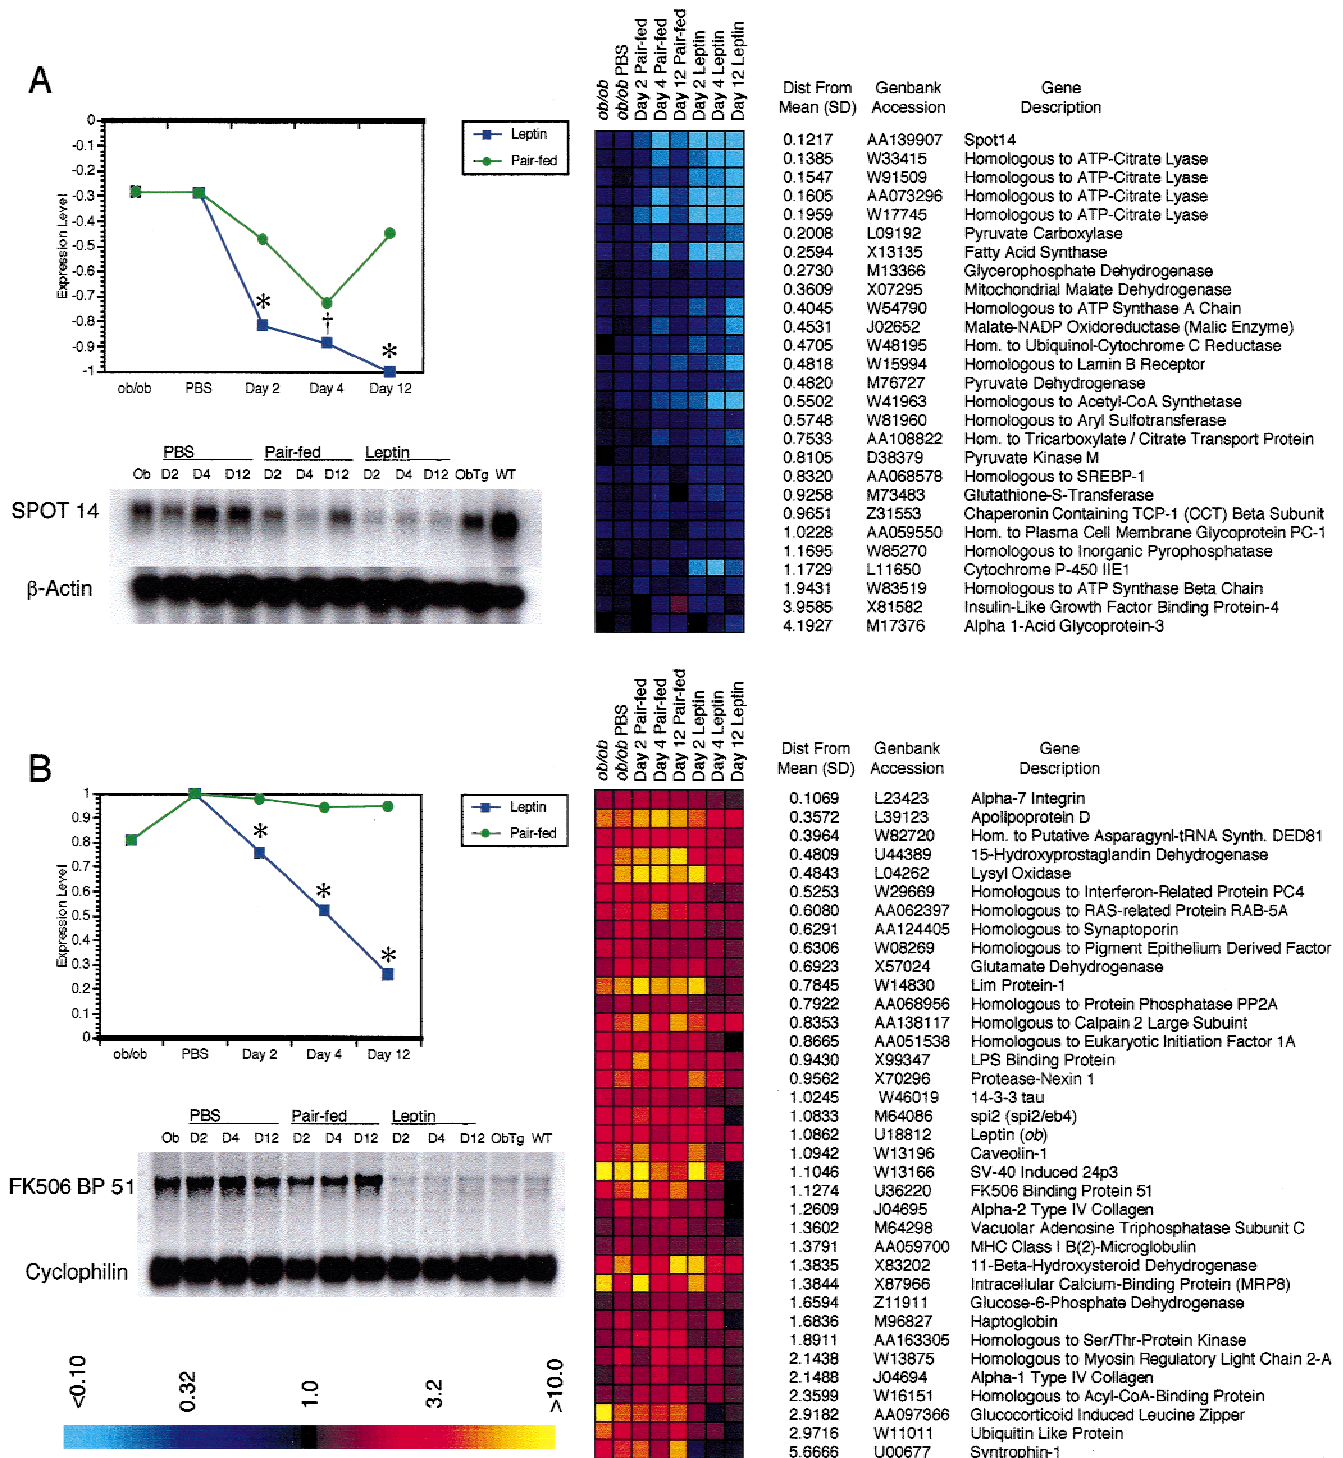 A
0
-0.1
-0.2
-0.3
-0.4
-0.5
-0.6
-0.7
-0.8
-0.9
-1
Expression Level
ob/ob PBS Day 2 Day 4 Day 12
* † *
Leptin
Pair-fed
PBS Pair-fed Leptin
Ob D2 D4 D12 D2 D4 D12 D2 D4 D12 ObTg WT
SPOT 14
β-Actin
ob/ob
ob/ob PBS
Day 2 Pair-fed
Day 4 Pair-fed
Day 12 Pair-fed
Day 2 Leptin
Day 4 Leptin
Day 12 Leptin
Dist From Genbank Gene
Mean (SD) Accession Description
0.1217 AA139907 Spot14
0.1385 W33415 Homologous to ATP-Citrate Lyase
0.1547 W91509 Homologous to ATP-Citrate Lyase
0.1605 AA073296 Homologous to ATP-Citrate Lyase
0.1959 W17745 Homologous to ATP-Citrate Lyase
0.2008 L09192 Pyruvate Carboxylase
0.2594 X13135 Fatty Acid Synthase
0.2730 M13366 Glycerophosphate Dehydrogenase
0.3609 X07295 Mitochondrial Malate Dehydrogenase
0.4045 W54790 Homologous to ATP Synthase A Chain
0.4531 J02652 Malate-NADP Oxidoreductase (Malic Enzyme)
0.4705 W48195 Hom. to Ubiquinol-Cytochrome C Reductase
0.4818 W15994 Homologous to Lamin B Receptor
0.4820 M76727 Pyruvate Dehydrogenase
0.5502 W41963 Homologous to Acetyl-CoA Synthetase
0.5748 W81960 Homologous to Aryl Sulfotransferase
0.7533 AA108822 Hom. to Tricarboxylate / Citrate Transport Protein
0.8105 D38379 Pyruvate Kinase M
0.8320 AA068578 Homologous to SREBP-1
0.9258 M73483 Glutathione-S-Transferase
0.9651 Z31553 Chaperonin Containing TCP-1 (CCT) Beta Subunit
1.0228 AA059550 Hom. to Plasma Cell Membrane Glycoprotein PC-1
1.1695 W85270 Homologous to Inorganic Pyrophosphatase
1.1729 L11650 Cytochrome P-450 IIE1
1.9431 W83519 Homologous to ATP Synthase Beta Chain
3.9585 X81582 Insulin-Like Growth Factor Binding Protein-4
4.1927 M17376 Alpha 1-Acid Glycoprotein-3
B
1
0.9
0.8
0.7
0.6
0.5
0.4
0.3
0.2
0.1
0
Expression Level
ob/ob PBS Day 2 Day 4 Day 12
* * *
Leptin
Pair-fed
PBS Pair-fed Leptin
Ob D2 D4 D12 D2 D4 D12 D2 D4 D12 ObTg WT
FK506 BP 51
Cyclophilin
<0.10
0.32
1.0
3.2
>10.0
ob/ob
ob/ob PBS
Day 2 Pair-fed
Day 4 Pair-fed
Day 12 Pair-fed
Day 2 Leptin
Day 4 Leptin
Day 12 Leptin
Dist From Genbank Gene
Mean (SD) Accession Description
0.1069 L23423 Alpha-7 Integrin
0.3572 L39123 Apolipoprotein D
0.3964 W82720 Hom. to Putative Asparagynl-tRNA Synth. DED81
0.4809 U44389 15-Hydroxyprostaglandin Dehydrogenase
0.4843 L04262 Lysyl Oxidase
0.5253 W29669 Homologous to Interferon-Related Protein PC4
0.6080 AA062397 Homologous to RAS-related Protein RAB-5A
0.6291 AA124405 Homologous to Synaptoporin
0.6306 W08269 Homologous to Pigment Epithelium Derived Factor
0.6923 X57024 Glutamate Dehydrogenase
0.7845 W14830 Lim Protein-1
0.7922 AA068956 Homologous to Protein Phosphatase PP2A
0.8353 AA138117 Homolgous to Calpain 2 Large Subuint
0.8665 AA051538 Homologous to Eukaryotic Initiation Factor 1A
0.9430 X99347 LPS Binding Protein
0.9562 X70296 Protease-Nexin 1
1.0245 W46019 14-3-3 tau
1.0833 M64086 spi2 (spi2/eb4)
1.0862 U18812 Leptin (ob)
1.0942 W13196 Caveolin-1
1.1046 W13166 SV-40 Induced 24p3
1.1274 U36220 FK506 Binding Protein 51
1.2609 J04695 Alpha-2 Type IV Collagen
1.3602 M64298 Vacuolar Adenosine Triphosphatase Subunit C
1.3791 AA059700 MHC Class I B(2)-Microglobulin
1.3835 X83202 11-Beta-Hydroxysteroid Dehydrogenase
1.3844 X87966 Intracellular Calcium-Binding Protein (MRP8)
1.6594 Z11911 Glucose-6-Phosphate Dehydrogenase
1.6836 M96827 Haptoglobin
1.8911 AA163305 Homologous to Ser/Thr-Protein Kinase
2.1438 W13875 Homologous to Myosin Regulatory Light Chain 2-A
2.1488 J04694 Alpha-1 Type IV Collagen
2.3599 W16151 Homologous to Acyl-CoA-Binding Protein
2.9182 AA097366 Glucocorticoid Induced Leucine Zipper
2.9716 W11011 Ubiquitin Like Protein
5.6666 U00677 Syntrophin-1